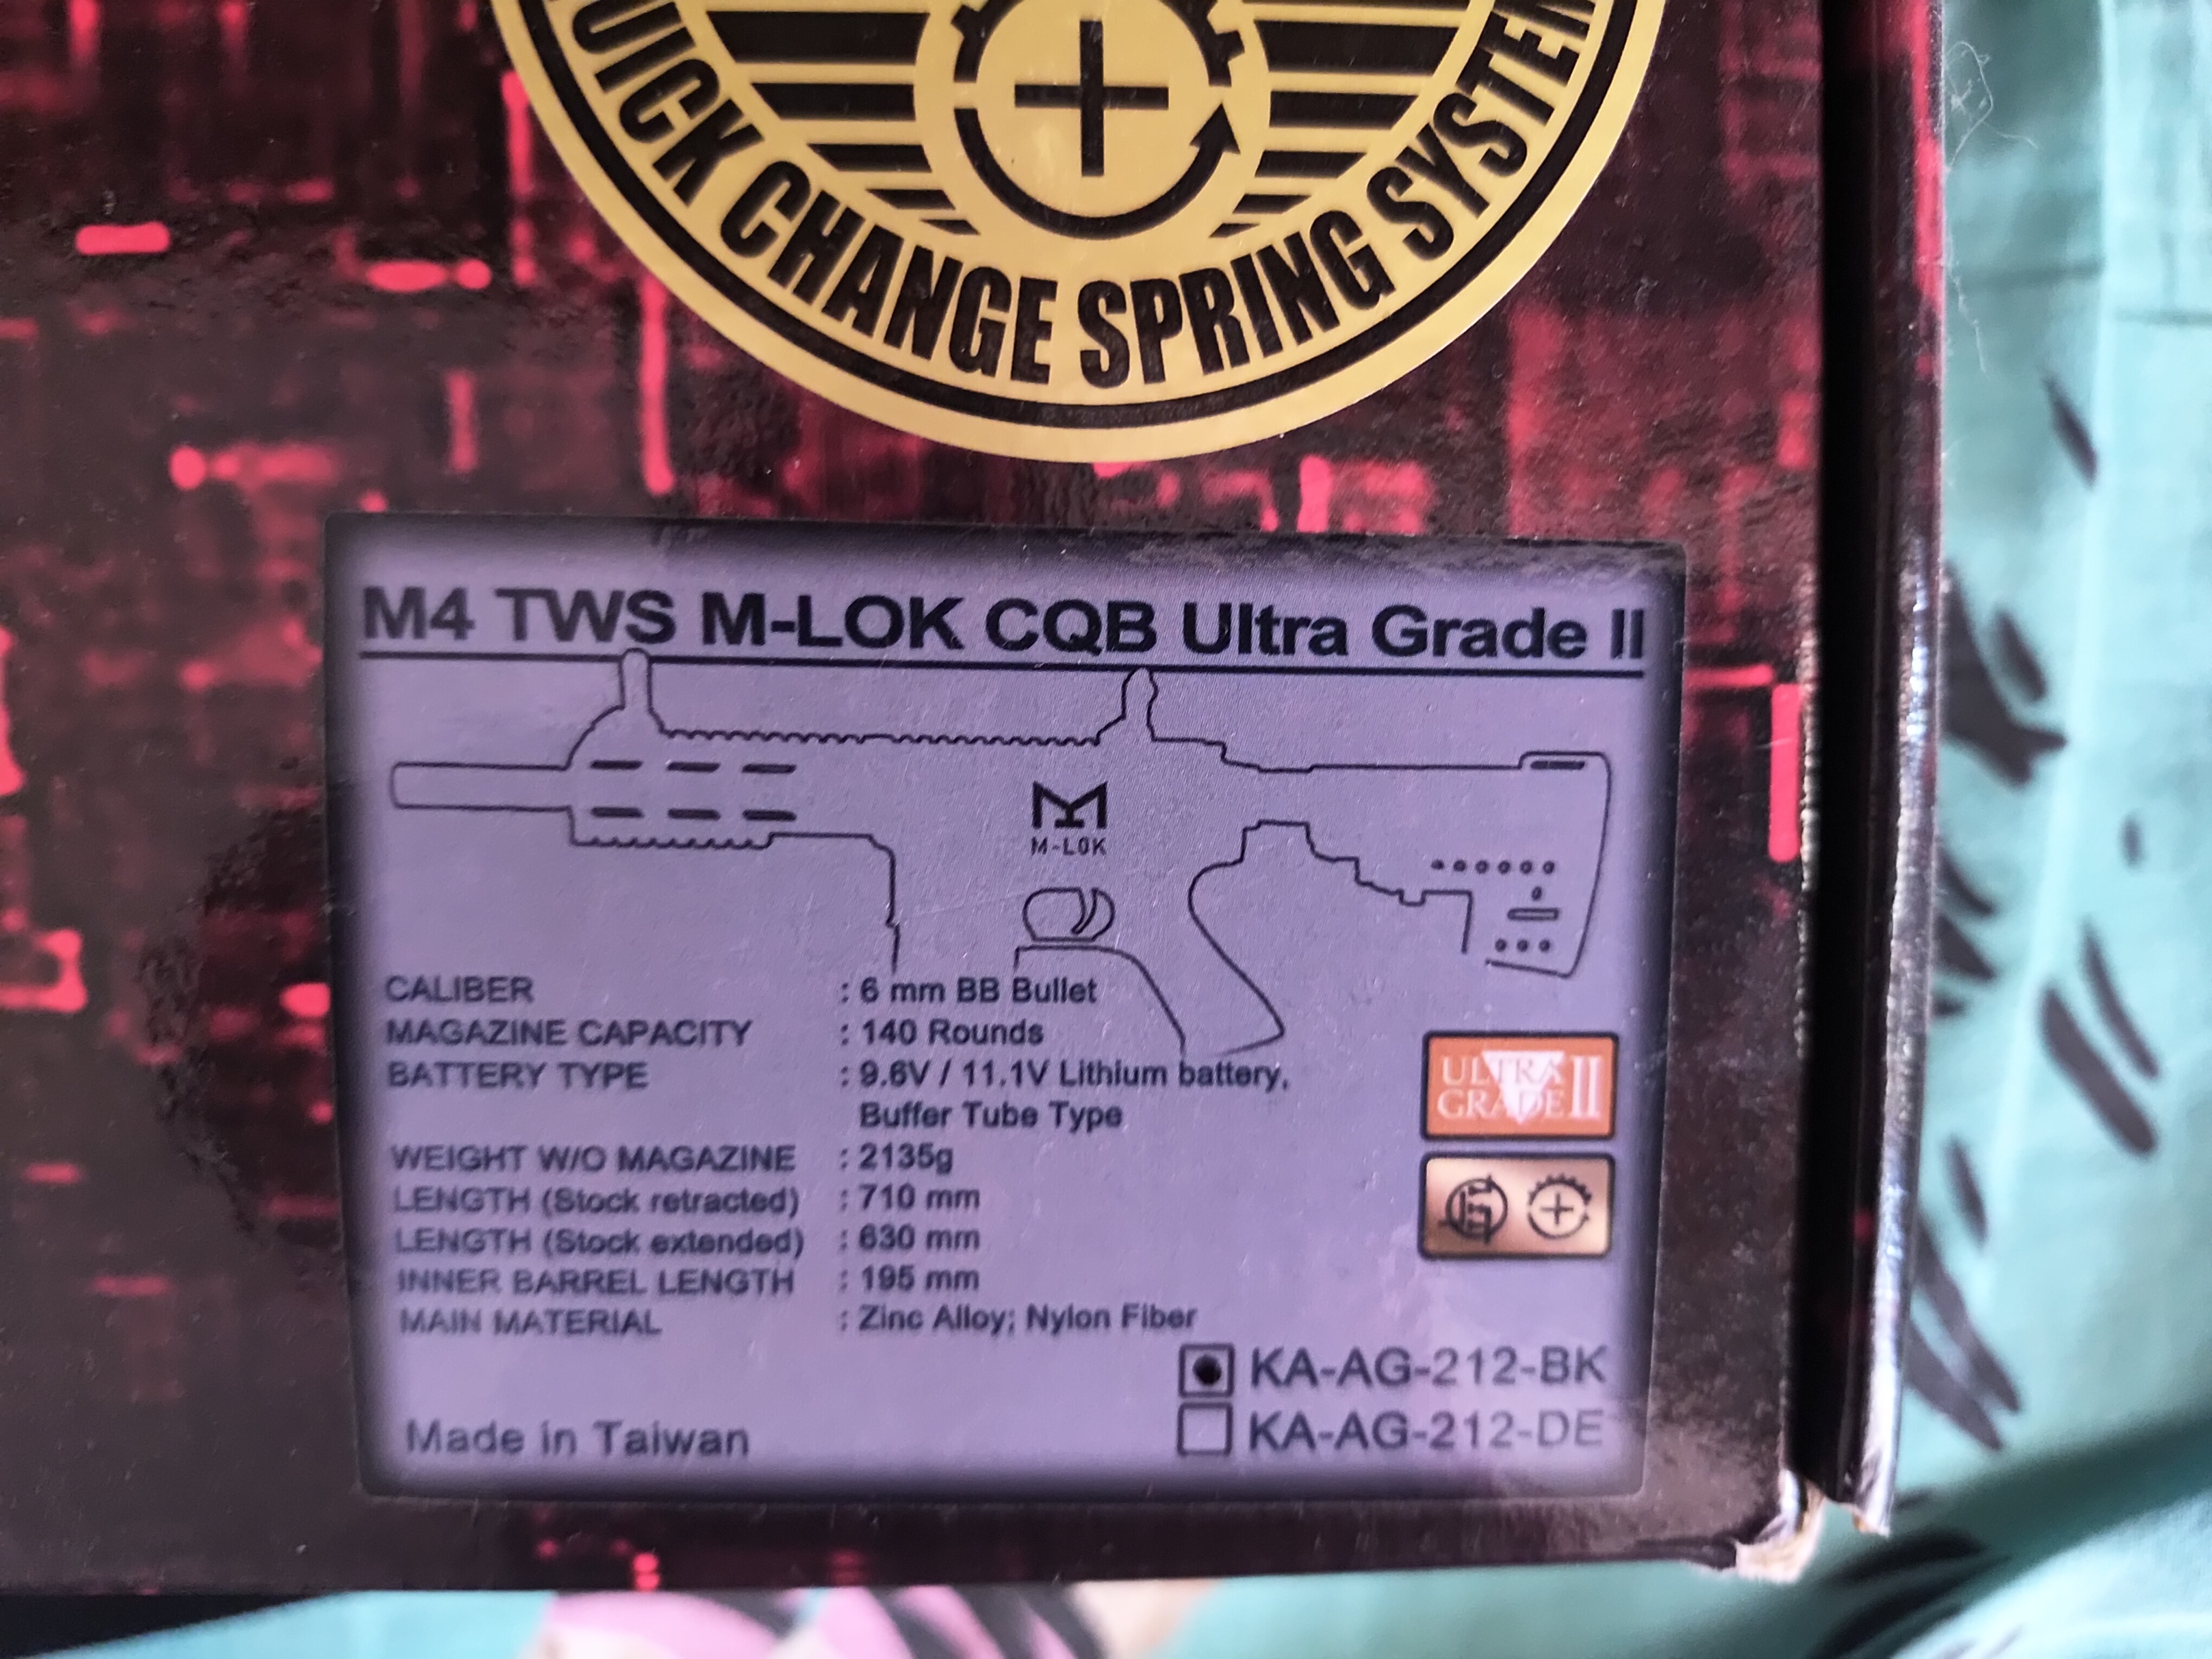 QUICK CHANGE SPRING SYSTEM
M4 TWS M-LOK CQB Ultra Grade II
M-LOK
CALIBER : 6 mm BB Bullet
MAGAZINE CAPACITY : 140 Rounds
BATTERY TYPE : 9.6V / 11.1V Lithium battery,
Buffer Tube Type
WEIGHT W/O MAGAZINE : 2135g
LENGTH (Stock retracted) : 710 mm
LENGTH (Stock extended) : 630 mm
INNER BARREL LENGTH : 195 mm
MAIN MATERIAL : Zinc Alloy; Nylon Fiber
ULTRA
GRADE II
KA-AG-212-BK
KA-AG-212-DE
Made in Taiwan